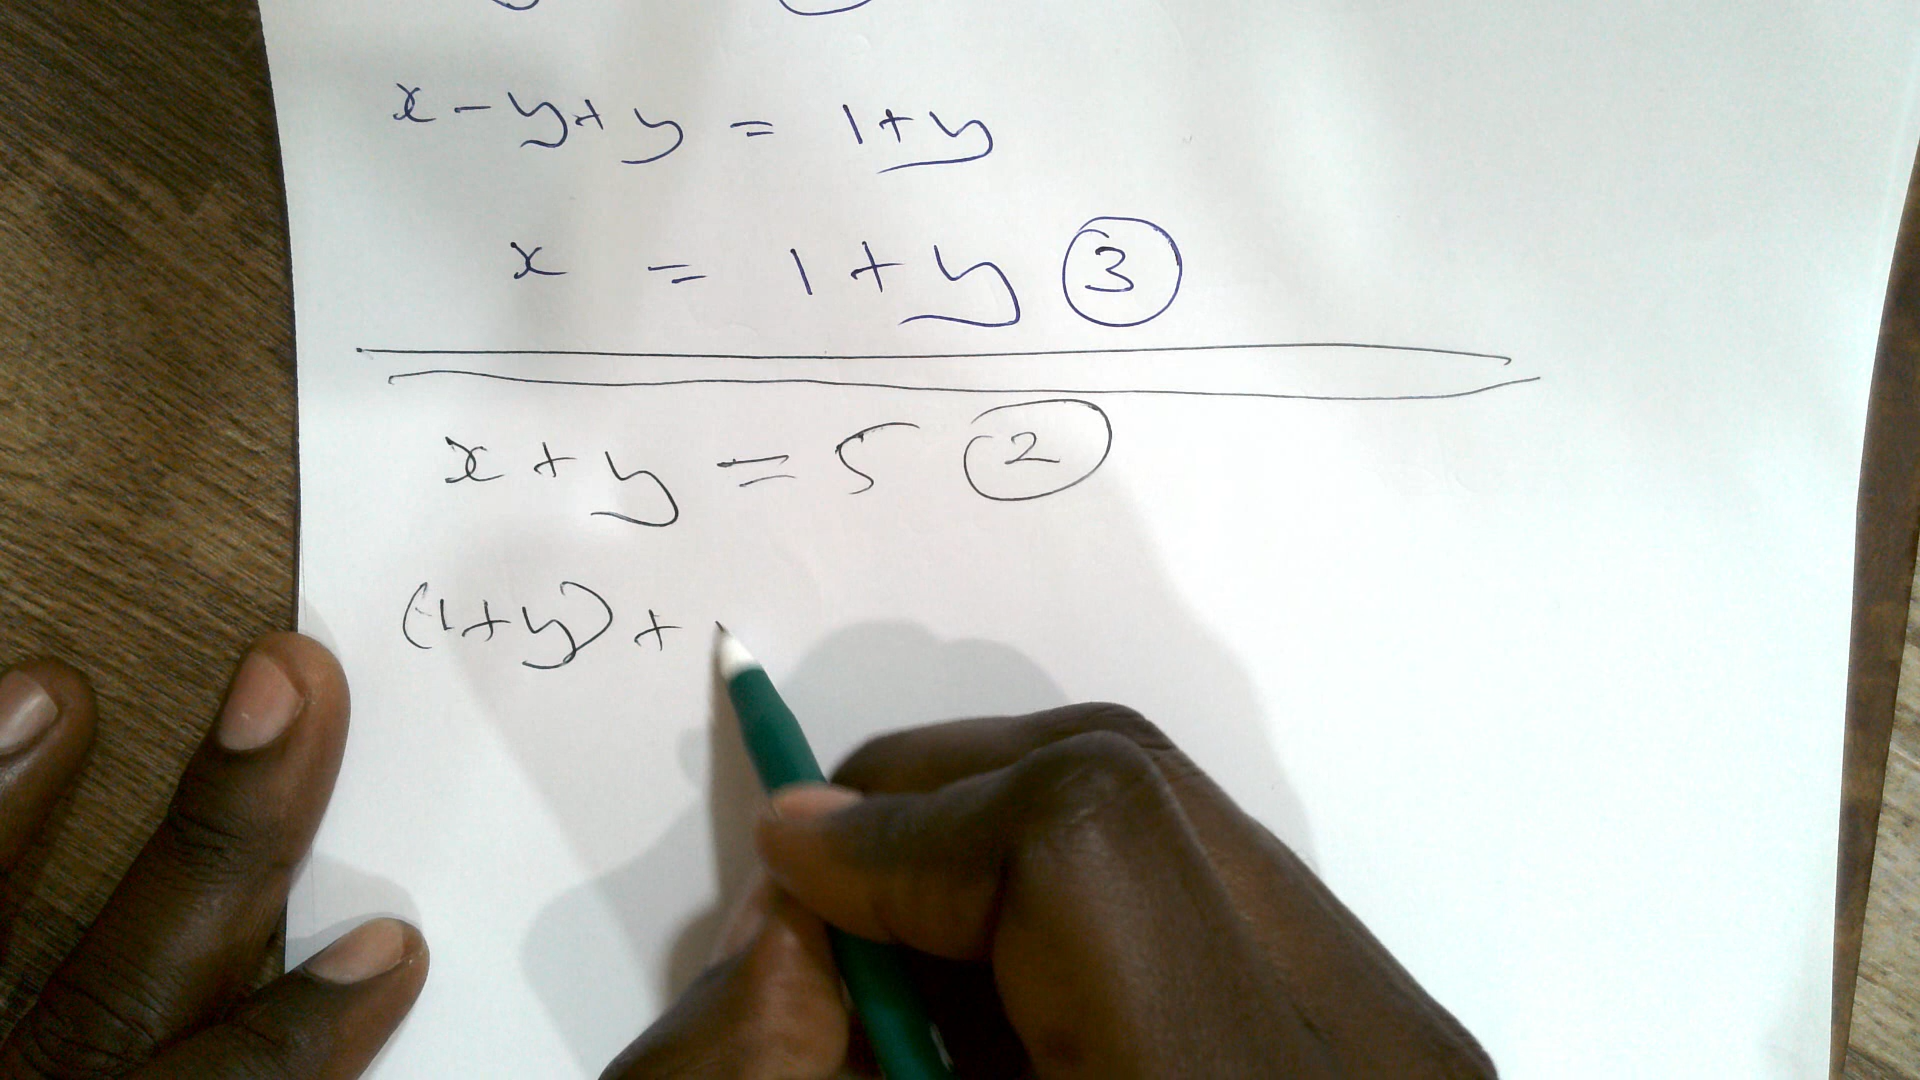 x - y + y = 1 + y
x = 1 + y ③
x + y = 5 ②
(1 + y) +